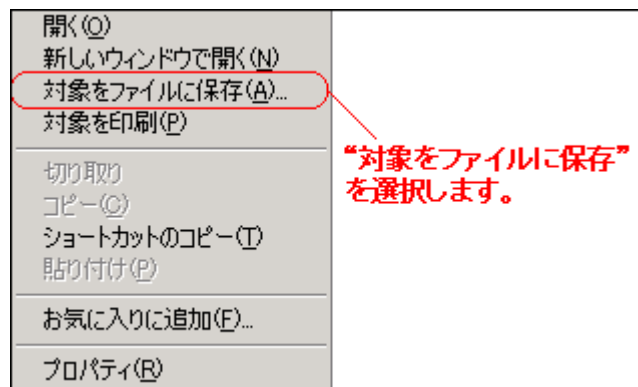 開く(O)
新しいウィンドウで開く(N)
対象をファイルに保存(A)...
対象を印刷(P)
切り取り
コピー(C)
ショートカットのコピー(T)
貼り付け(P)
お気に入りに追加(F)...
プロパティ(R)
“対象をファイルに保存”
を選択します。